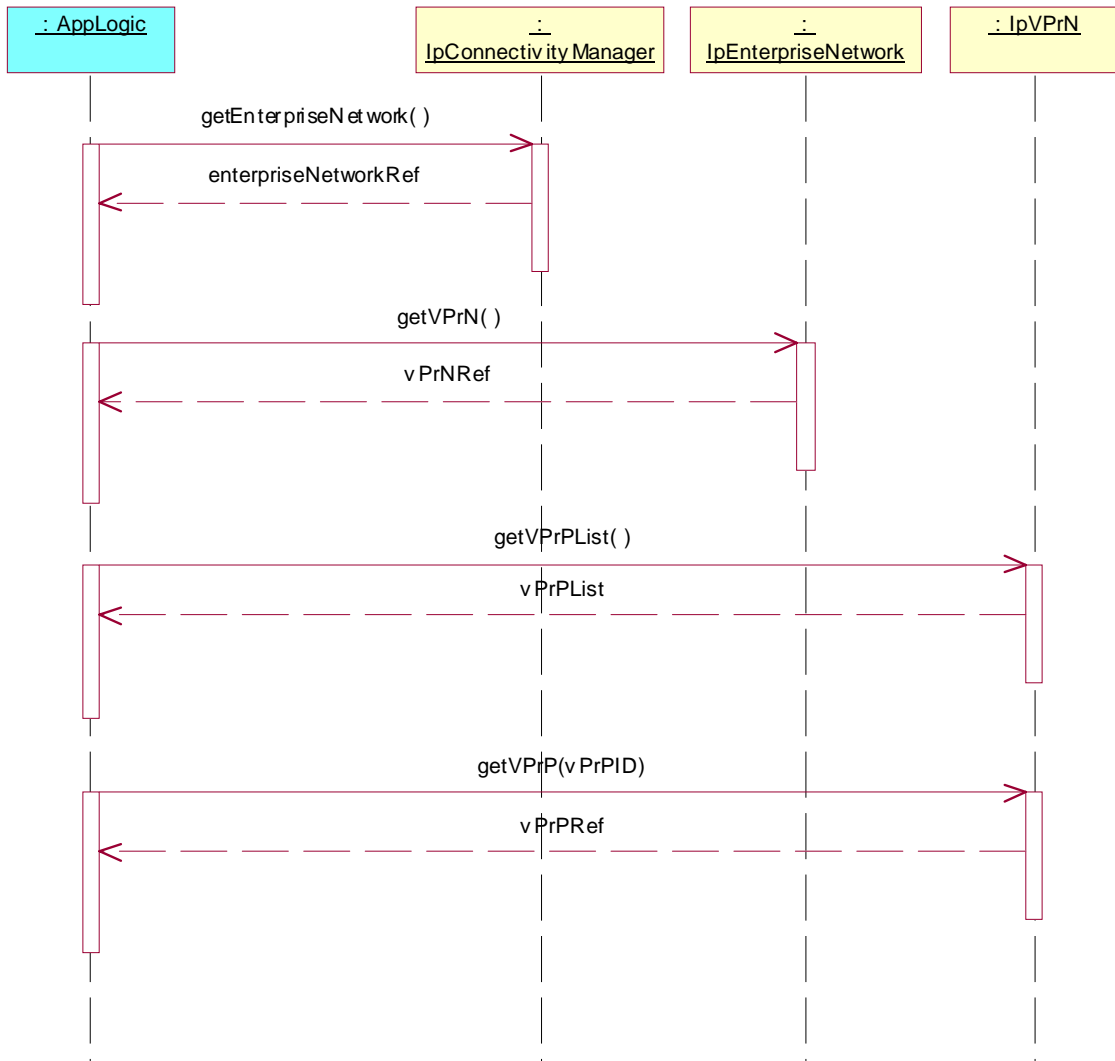 : AppLogic
:
IpConnectivityManager
:
IpEnterpriseNetwork
: IpVPrN
getEnterpriseNetwork( )
enterpriseNetworkRef
getVPrN( )
vPrNRef
getVPrPList( )
vPrPList
getVPrP(vPrPID)
vPrPRef